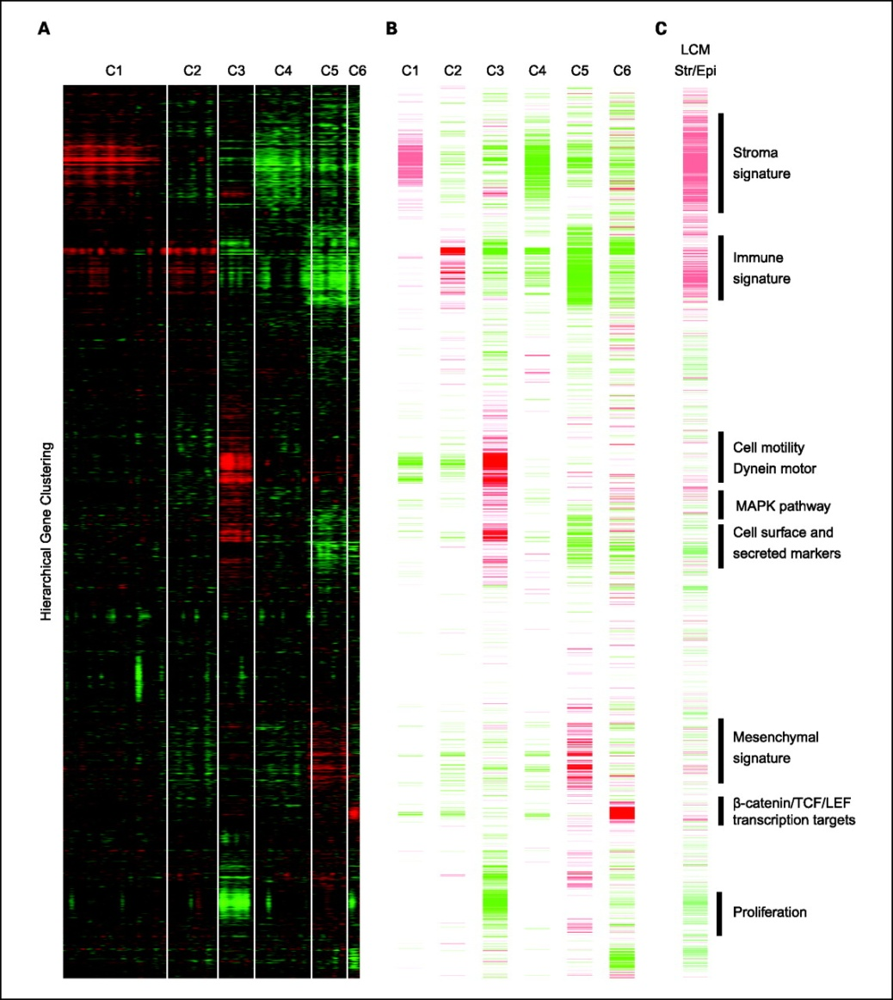 A
B
C
C1
C2
C3
C4
C5
C6
C1
C2
C3
C4
C5
C6
LCM
Str/Epi
Hierarchical Gene Clustering
Stroma
signature
Immune
signature
Cell motility
Dynein motor
MAPK pathway
Cell surface and
secreted markers
Mesenchymal
signature
β-catenin/TCF/LEF
transcription targets
Proliferation